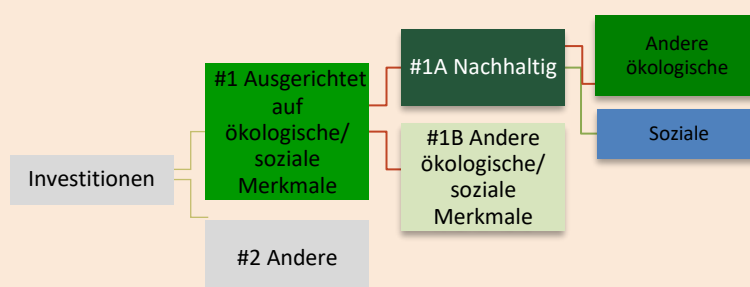 Investitionen
#1 Ausgerichtet
auf
ökologische/
soziale
Merkmale
#2 Andere
#1A Nachhaltig
#1B Andere
ökologische/
soziale
Merkmale
Andere
ökologische
Soziale